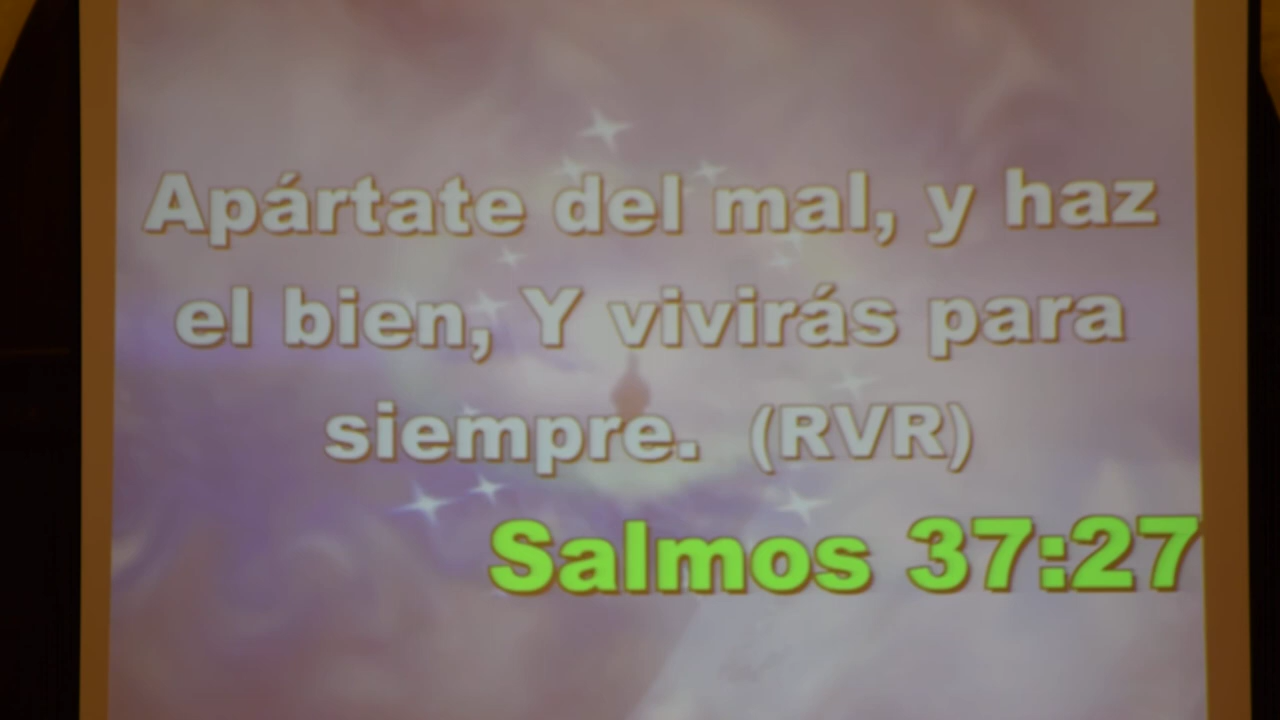 Apártate del mal, y haz
el bien, Y vivirás para
siempre. (RVR)
Salmos 37:27